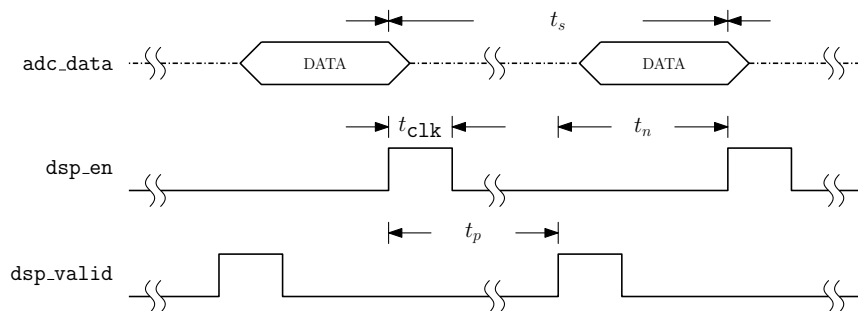 t_s
adc_data DATA DATA
t_clk t_n
dsp_en
t_p
dsp_valid